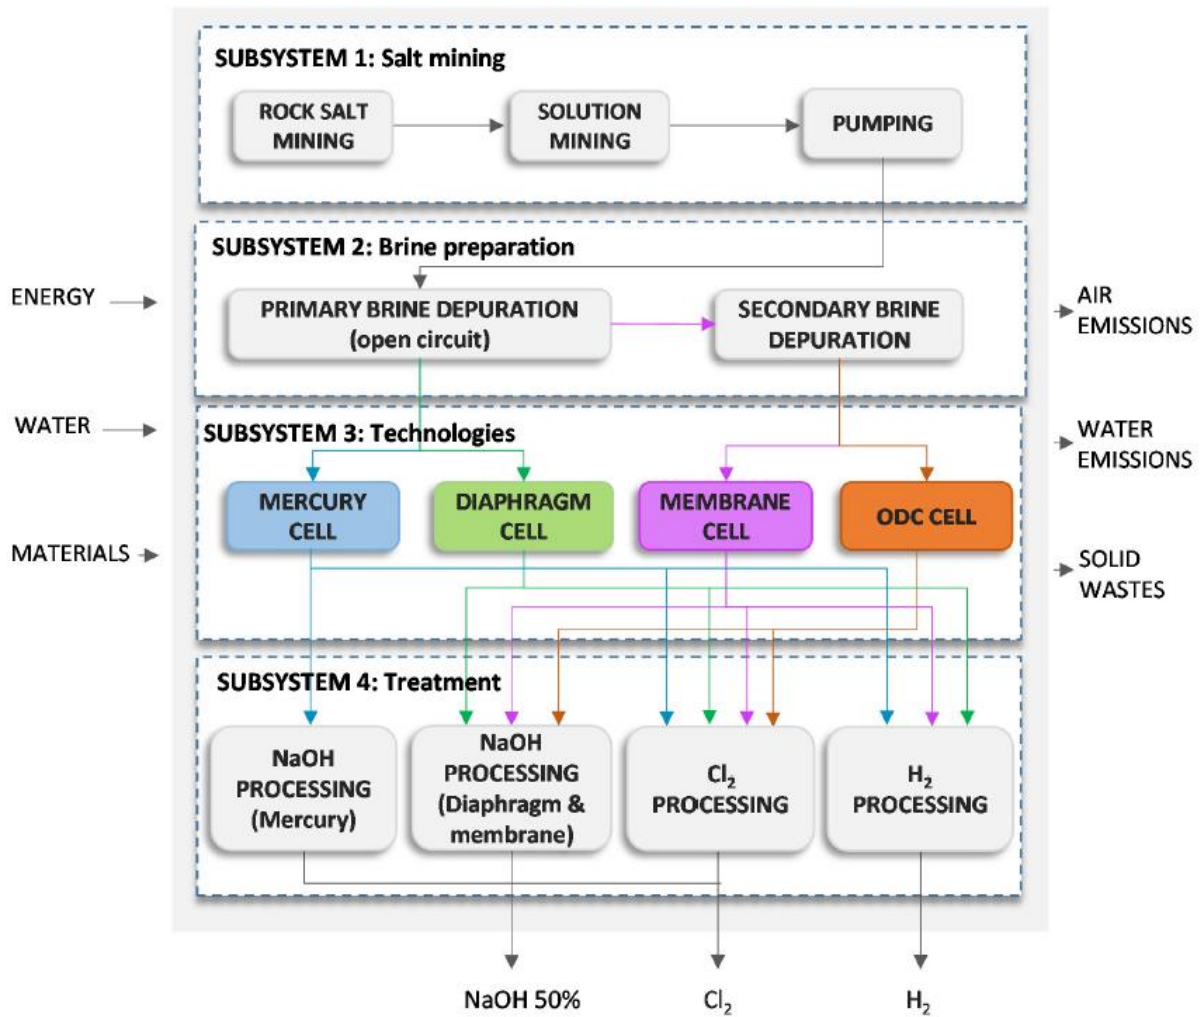 SUBSYSTEM 1: Salt mining
ROCK SALT
MINING
SOLUTION
MINING
PUMPING
SUBSYSTEM 2: Brine preparation
PRIMARY BRINE DEPURATION
(open circuit)
SECONDARY BRINE
DEPURATION
ENERGY
WATER
MATERIALS
AIR
EMISSIONS
WATER
EMISSIONS
SOLID
WASTES
SUBSYSTEM 3: Technologies
MERCURY
CELL
DIAPHRAGM
CELL
MEMBRANE
CELL
ODC CELL
SUBSYSTEM 4: Treatment
NaOH
PROCESSING
(Mercury)
NaOH
PROCESSING
(Diaphragm &
membrane)
Cl₂
PROCESSING
H₂
PROCESSING
NaOH 50%
Cl₂
H₂